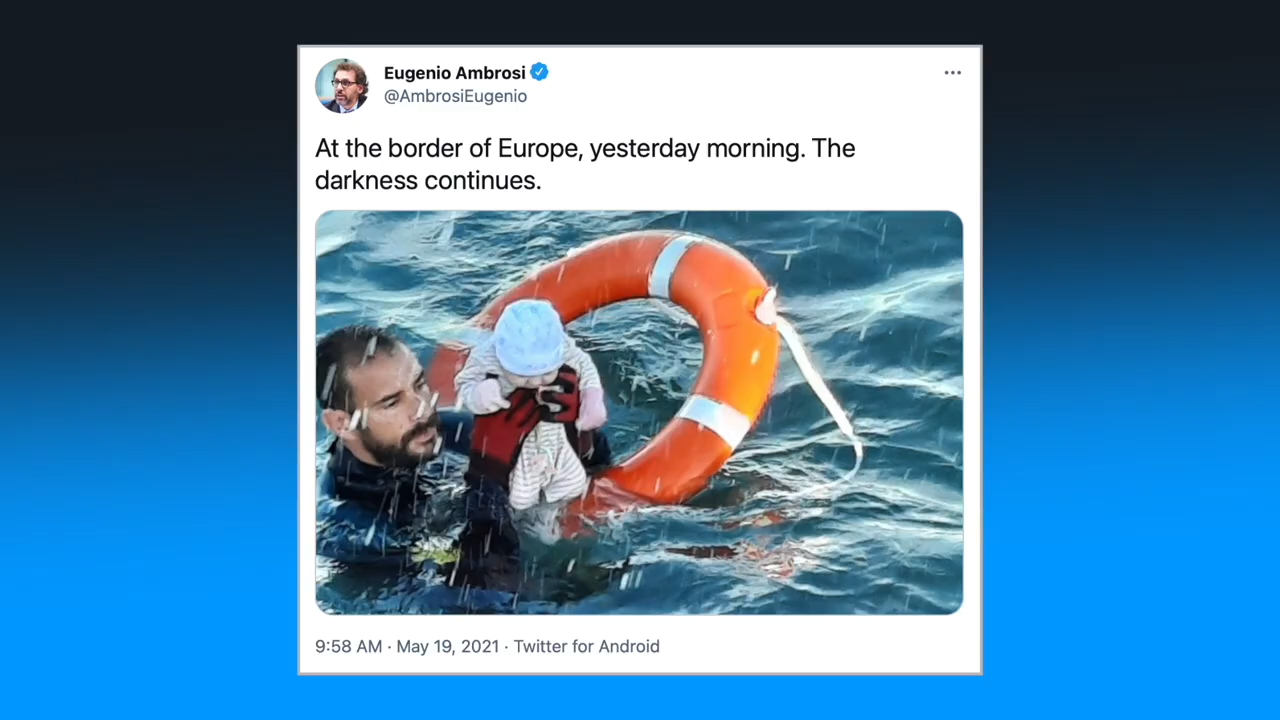 Eugenio Ambrosi
@AmbrosiEugenio
At the border of Europe, yesterday morning. The
darkness continues.
9:58 AM · May 19, 2021 · Twitter for Android